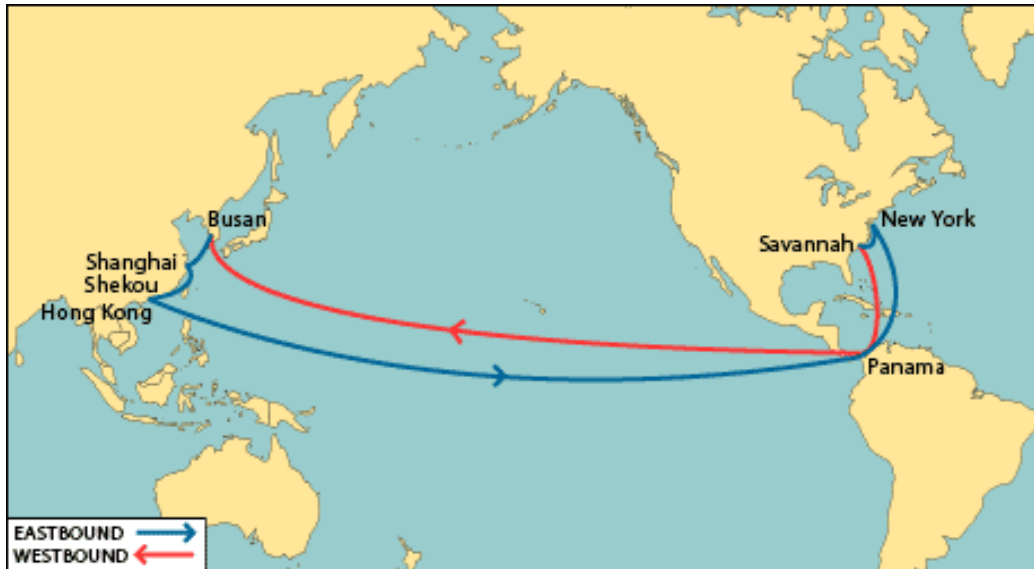 Busan
New York
Savannah
Shanghai
Shekou
Hong Kong
Panama
EASTBOUND
WESTBOUND